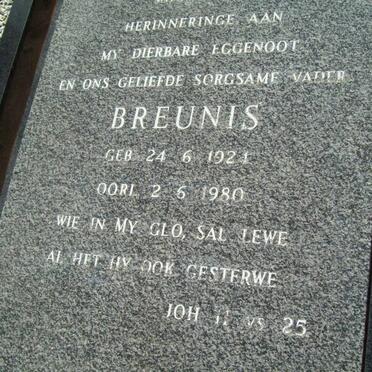 HERINNERINGE AAN
MY DIERBARE EGGENOOT
EN ONS GELIEFDE SORGSAME VADER
BREUNIS
GEB 24 6 1924
OORL 2 6 1980
WIE IN MY GLO, SAL LEWE
AL HET HY OOK GESTERWE
JOH 11 VS 25